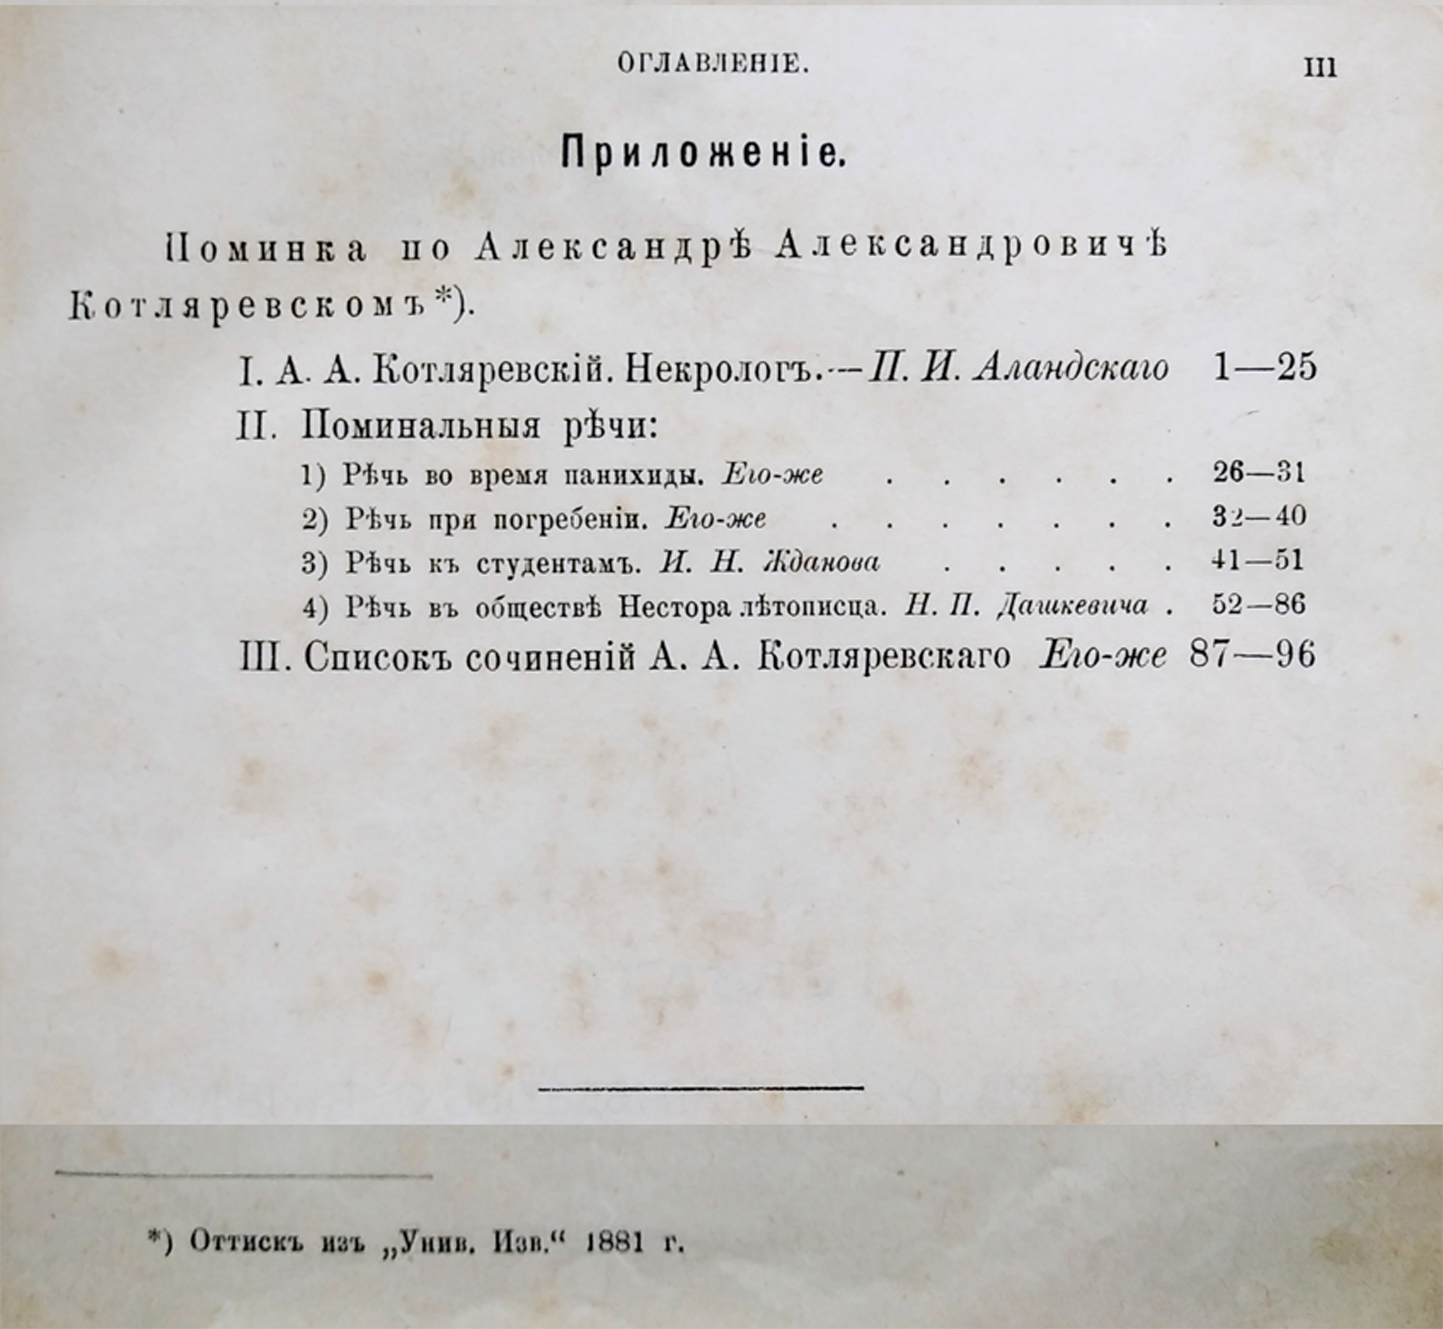 ОГЛАВЛЕНІЕ. III
Приложеніе.
Поминка по Александрѣ Александровичѣ
Котляревскомъ*).
I. А. А. Котляревскій. Некрологъ.—П. И. Аландскаго 1—25
II. Поминальныя рѣчи:
1) Рѣчь во время панихиды. Его-же . . . . . . 26—31
2) Рѣчь при погребеніи. Его-же . . . . . . . 32—40
3) Рѣчь къ студентамъ. И. Н. Жданова . . . . . 41—51
4) Рѣчь въ обществѣ Нестора лѣтописца. Н. П. Дашкевича . 52—86
III. Списокъ сочиненій А. А. Котляревскаго Его-же 87—96
*) Оттискъ изъ „Унив. Изв.“ 1881 г.